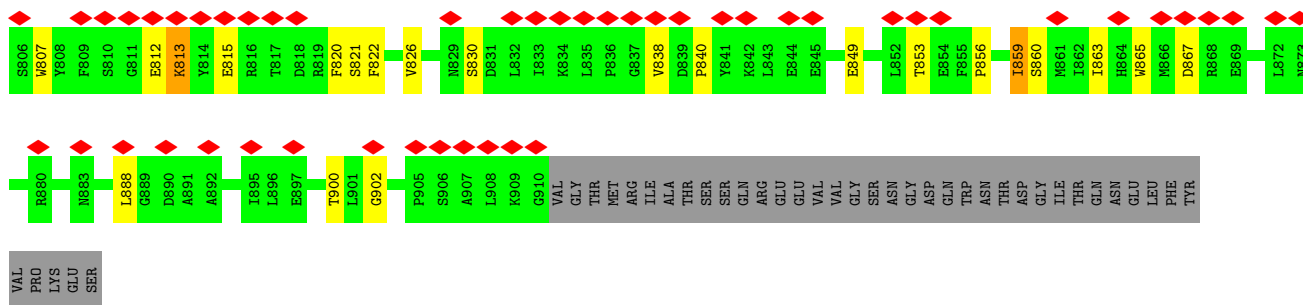 S806 W807 Y808 F809 S810 G811 E812 K813 Y814 E815 R816 T817 D818 R819 F820 S821 F822 V826 N829 S830 D831 L832 I833 K834 L835 P836 G837 V838 D839 P840 Y841 K842 L843 E844 E845 E849 L852 T853 E854 F855 P856 I859 S860 M861 I862 I863 H864 W865 M866 D867 R868 E869 L872
R880 N883 L888 G889 D890 A891 A892 I895 L896 E897 T900 L901 G902 P905 S906 A907 L908 K909 G910 VAL GLY THR MET ARG ILE ALA THR SER SER GLN ARG GLU GLU VAL VAL GLY SER ASN GLY ASP GLN TRP ASN THR ASP GLY ILE THR GLN ASN GLU LEU PHE TYR
VAL PRO LYS GLU SER